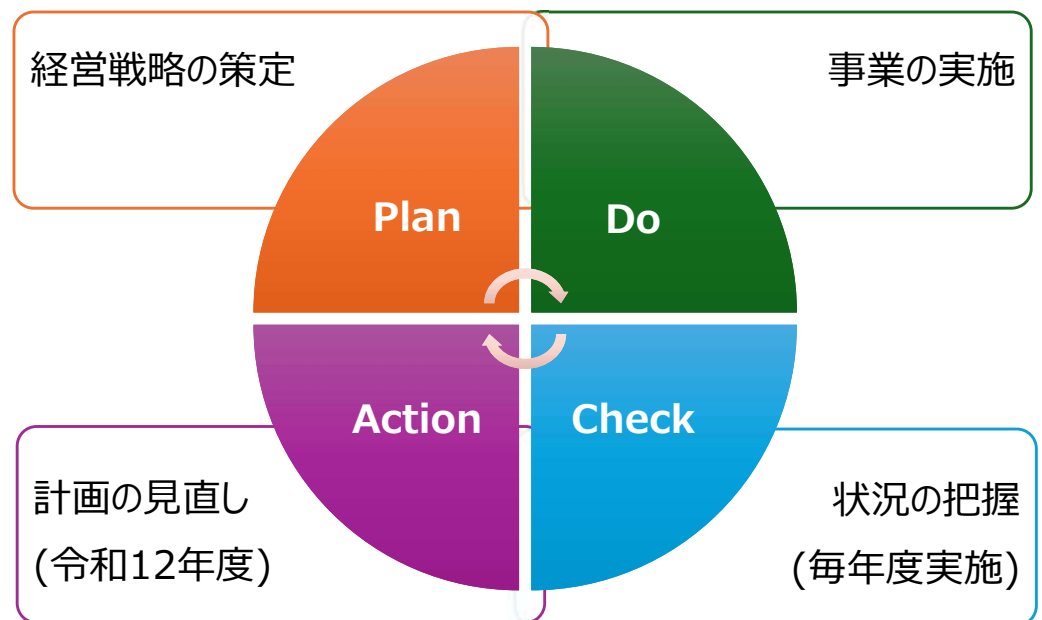 経営戦略の策定
事業の実施
Plan
Do
Action
Check
計画の見直し
(令和12年度)
状況の把握
(毎年度実施)